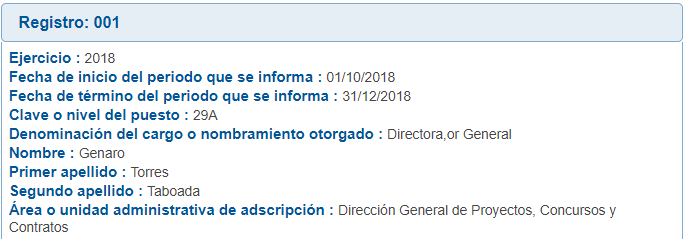 Registro: 001
Ejercicio : 2018
Fecha de inicio del periodo que se informa : 01/10/2018
Fecha de término del periodo que se informa : 31/12/2018
Clave o nivel del puesto : 29A
Denominación del cargo o nombramiento otorgado : Directora,or General
Nombre : Genaro
Primer apellido : Torres
Segundo apellido : Taboada
Área o unidad administrativa de adscripción : Dirección General de Proyectos, Concursos y
Contratos